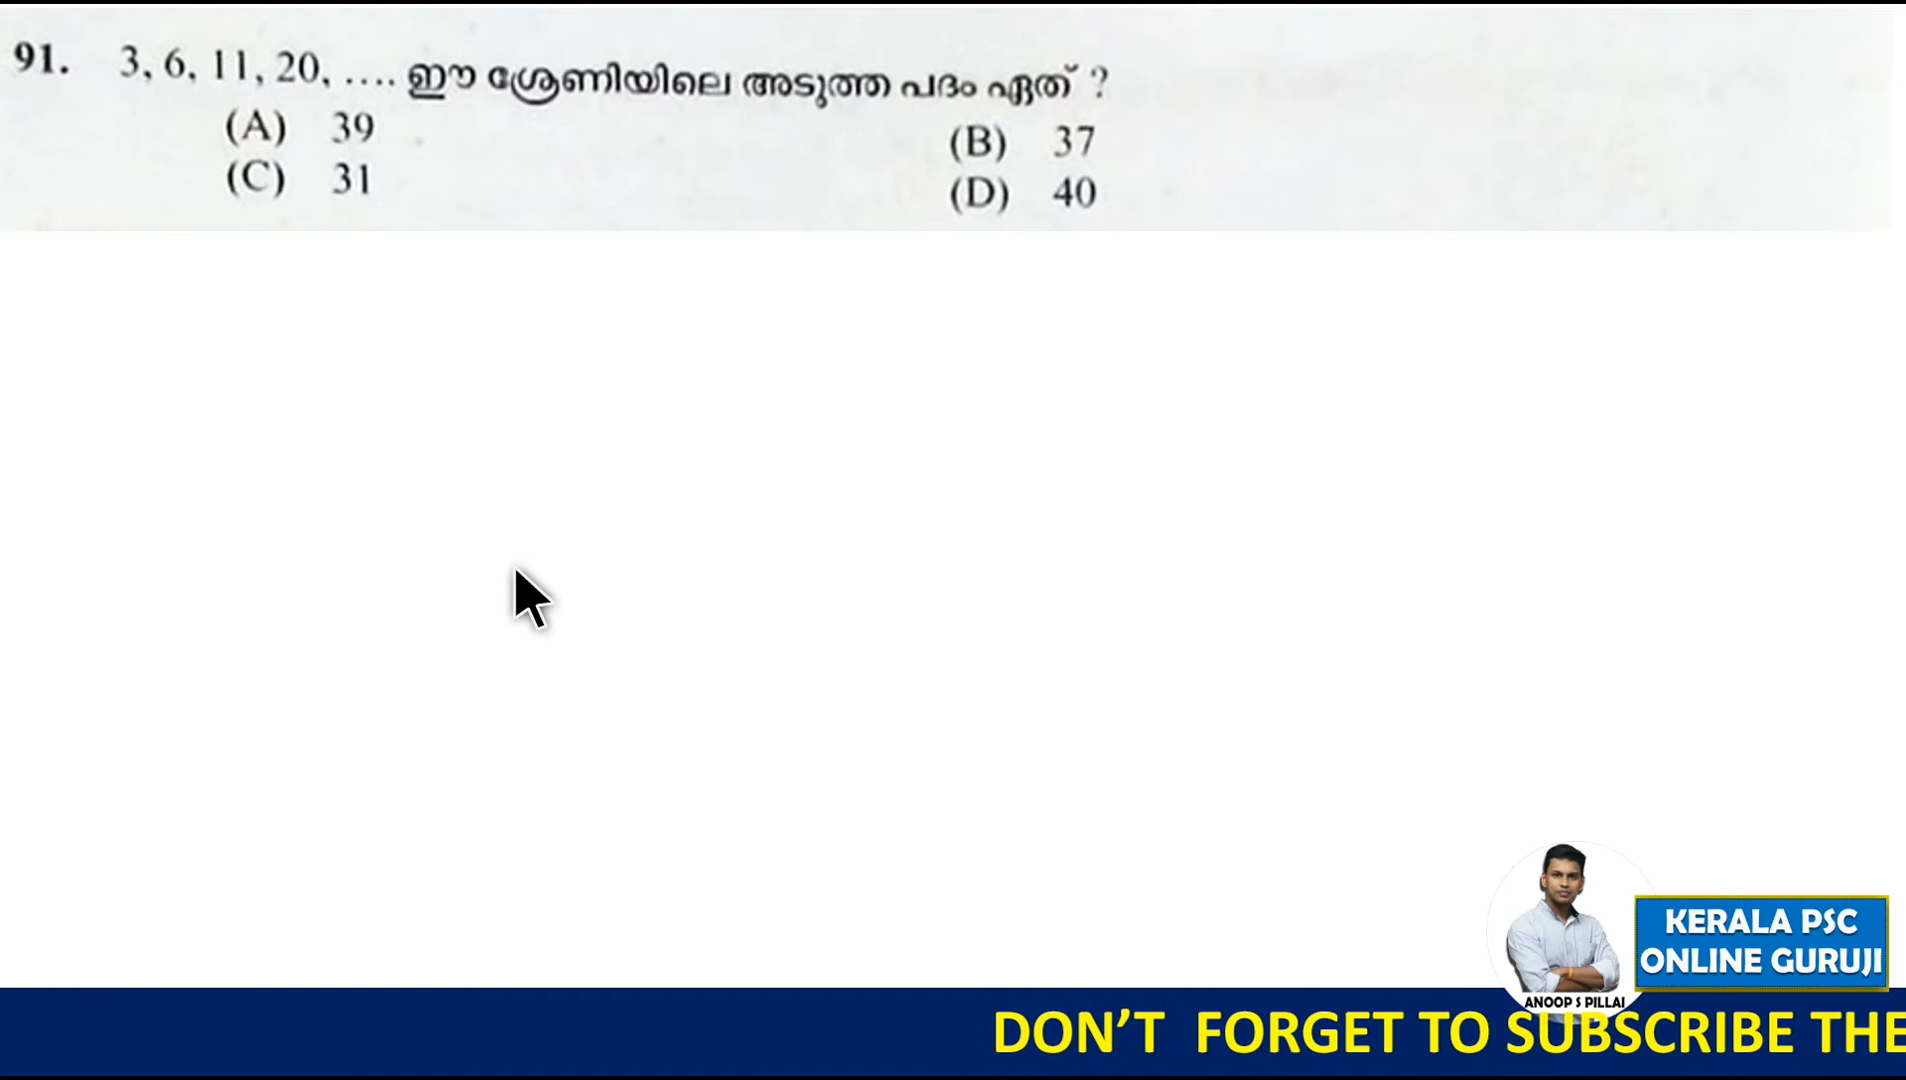 91. 3, 6, 11, 20, .... ഈ ശ്രേണിയിലെ അടുത്ത പദം ഏത് ?
(A) 39
(B) 37
(C) 31
(D) 40
KERALA PSC
ONLINE GURUJI
ANOOP S PILLAI
DON’T FORGET TO SUBSCRIBE THE